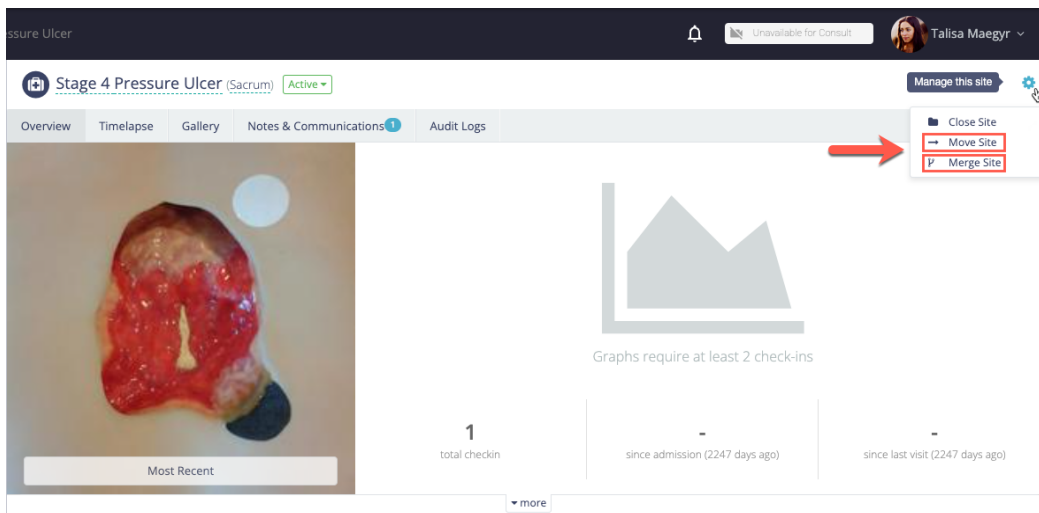 ssure Ulcer
Unavailable for Consult
Talisa Maegyr
Stage 4 Pressure Ulcer (Sacrum) Active
Manage this site
Overview Timelapse Gallery Notes & Communications 1 Audit Logs
Close Site
Move Site
Merge Site
Graphs require at least 2 check-ins
1 - -
total checkin since admission (2247 days ago) since last visit (2247 days ago)
Most Recent
more